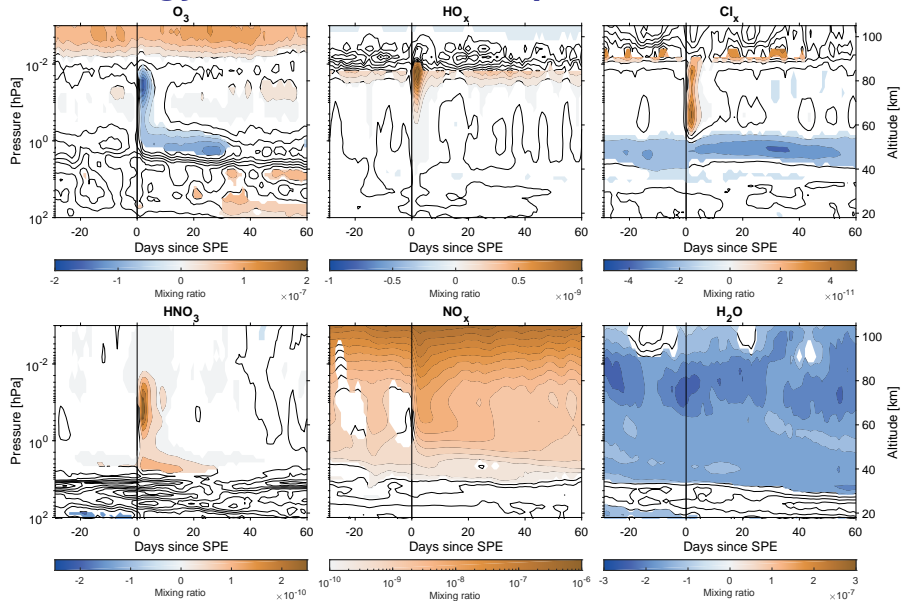 O3
HOx
Clx
Pressure [hPa]
10-2
100
102
100
80
60
40
20
Altitude [km]
-20 0 20 40 60
-20 0 20 40 60
-20 0 20 40 60
Days since SPE
Days since SPE
Days since SPE
-2 -1 0 1 2
-1 -0.5 0 0.5 1
-4 -2 0 2 4
Mixing ratio ×10-7
Mixing ratio ×10-9
Mixing ratio ×10-11
HNO3
NOx
H2O
Pressure [hPa]
10-2
100
102
100
80
60
40
20
Altitude [km]
-20 0 20 40 60
-20 0 20 40 60
-20 0 20 40 60
Days since SPE
Days since SPE
Days since SPE
-2 -1 0 1 2
10-10 10-9 10-8 10-7 10-6
-3 -2 -1 0 1 2 3
Mixing ratio ×10-10
Mixing ratio
Mixing ratio ×10-7